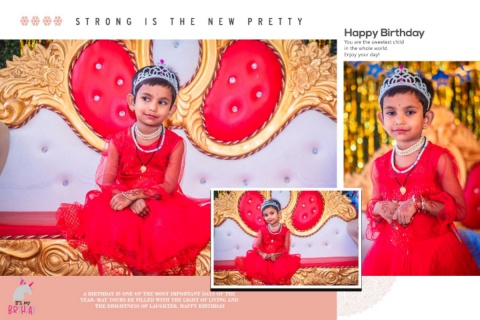 STRONG IS THE NEW PRETTY
Happy Birthday
You are the sweetest child
in the whole world.
Enjoy your day!
IT'S MY
A BIRTHDAY IS ONE OF THE MOST IMPORTANT DAYS OF THE
YEAR. MAY YOURS BE FILLED WITH THE LIGHT OF LIVING AND
THE BRIGHTNESS OF LAUGHTER. HAPPY BIRTHDAY